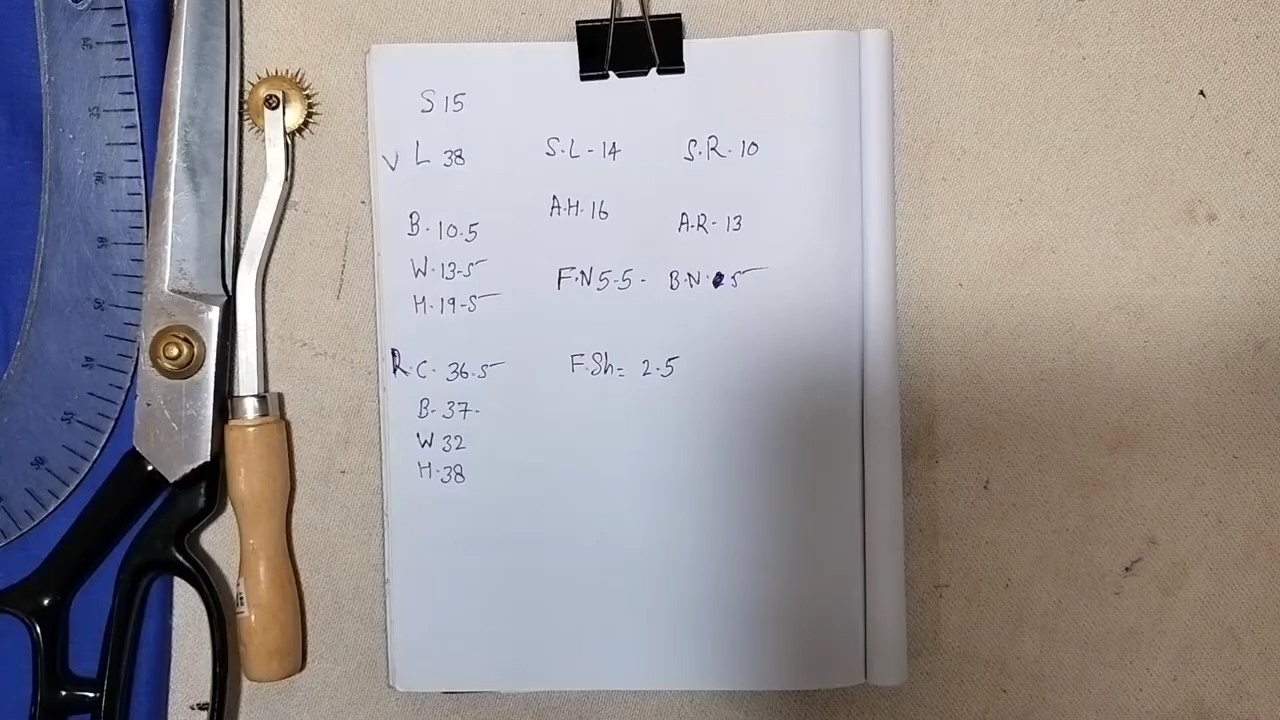 S 15
V L 38 S.L - 14 S.R. 10
A.H. 16
B. 10.5 A.R - 13
W. 13-5
F.N 5-5 - B.N. 5
H. 19-5
R. C. 36.5 F.Sh = 2.5
B- 37-
W 32
H. 38